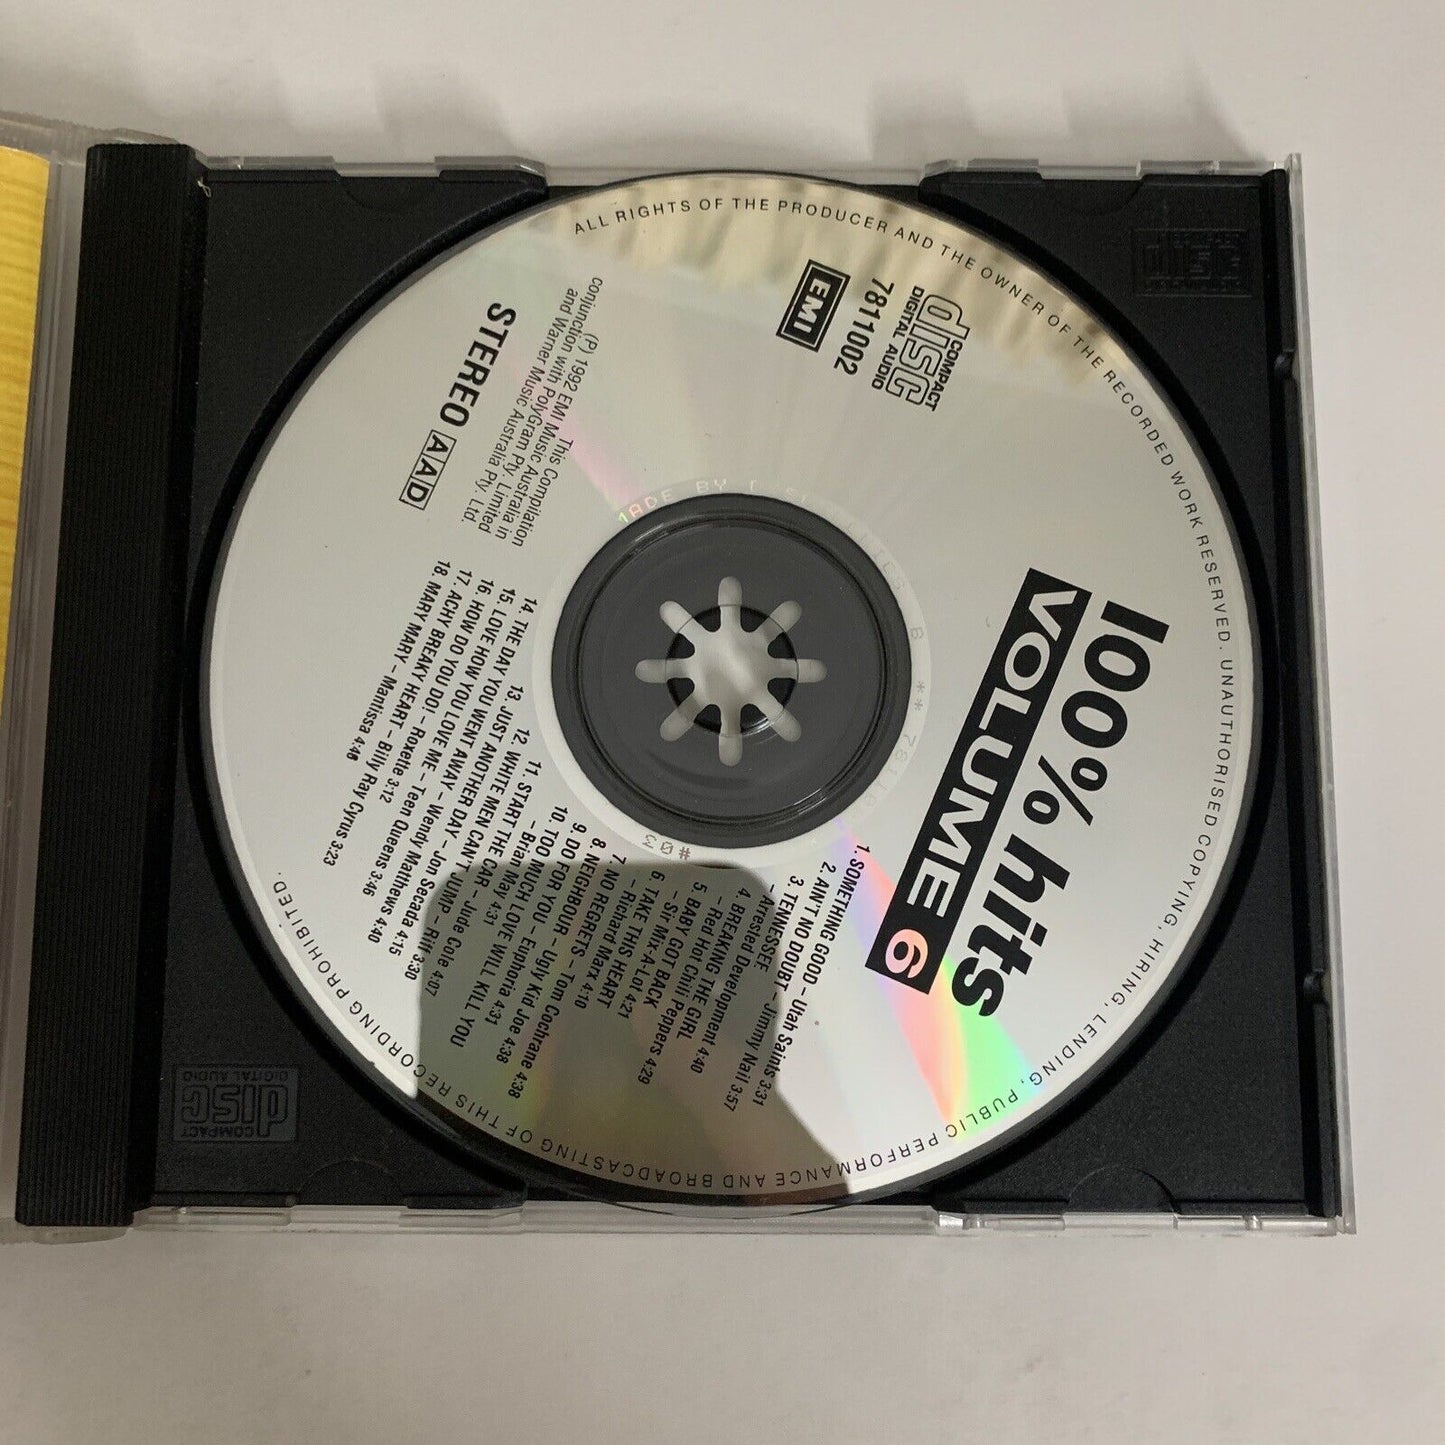 100% hits
VOLUME 6
COMPACT
disc
DIGITAL AUDIO
7811002
EMI
STEREO AAD
This Compilation
(P) 1992 EMI Music Australia in
conjunction with PolyGram Pty. Limited
and Warner Music Australia Pty. Ltd.
1. SOMETHING GOOD – Utah Saints 3:31
2. AIN'T NO DOUBT – Jimmy Nail 3:57
3. TENNESSEE
– Arrested Development 4:40
4. BREAKING THE GIRL
– Red Hot Chili Peppers 4:29
5. BABY GOT BACK
– Sir Mix-A-Lot 4:21
6. TAKE THIS HEART
– Richard Marx 4:10
7. NO REGRETS – Tom Cochrane 4:38
8. NEIGHBOUR – Ugly Kid Joe 4:38
9. DO FOR YOU – Euphoria 4:31
10. TOO MUCH LOVE WILL KILL YOU
– Brian May 4:31
11. START THE CAR – Jude Cole 4:07
12. WHITE MEN CAN'T JUMP – Riff 3:30
13. JUST ANOTHER DAY – Jon Secada 4:15
14. THE DAY YOU WENT AWAY – Wendy Matthews 4:40
15. LOVE HOW YOU LOVE ME – Teen Queens 3:46
16. HOW DO YOU DO! – Roxette 3:12
17. ACHY BREAKY HEART – Billy Ray Cyrus 3:23
18. MARY MARY – Mantissa 4:48
ALL RIGHTS OF THE PRODUCER AND THE OWNER OF THE RECORDED WORK RESERVED. UNAUTHORISED COPYING, HIRING, LENDING, PUBLIC PERFORMANCE AND BROADCASTING OF THIS RECORDING PROHIBITED.
MADE BY
#03
COMPACT
disc
DIGITAL AUDIO